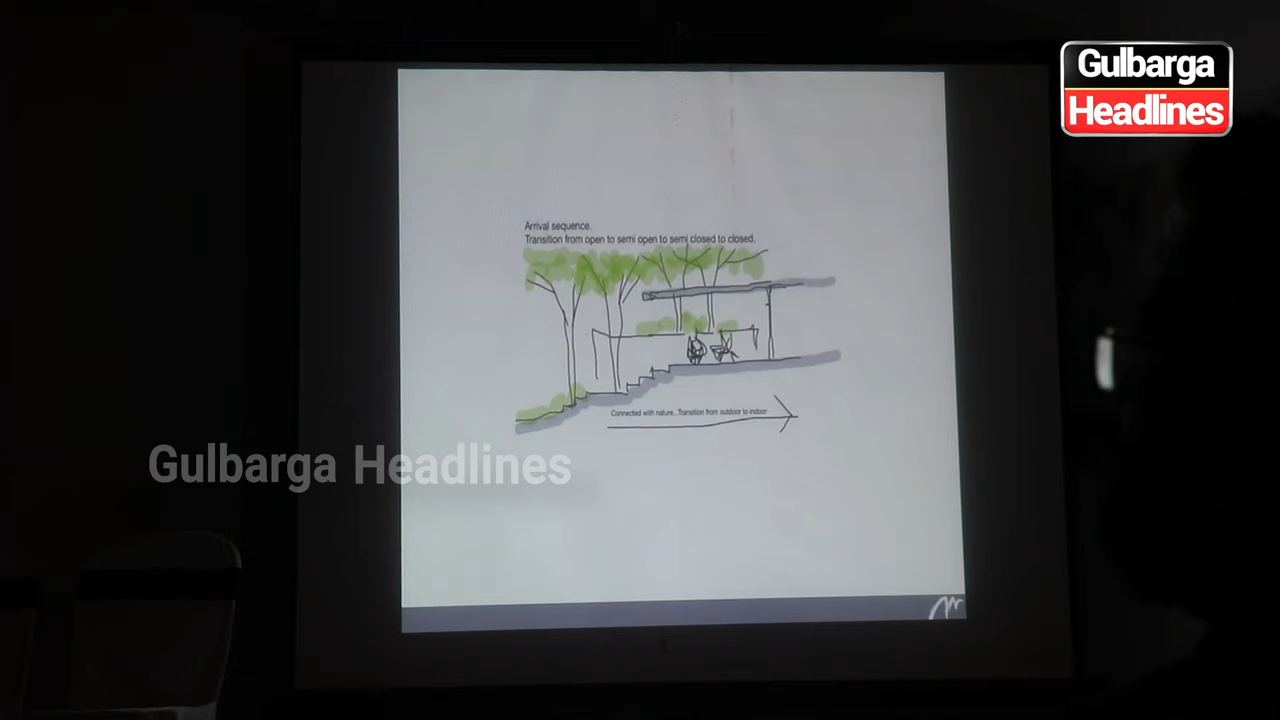 Gulbarga
Headlines
Arrival sequence.
Transition from open to semi open to semi closed to closed.
Connected with nature...Transition from outdoor to indoor
Gulbarga Headlines